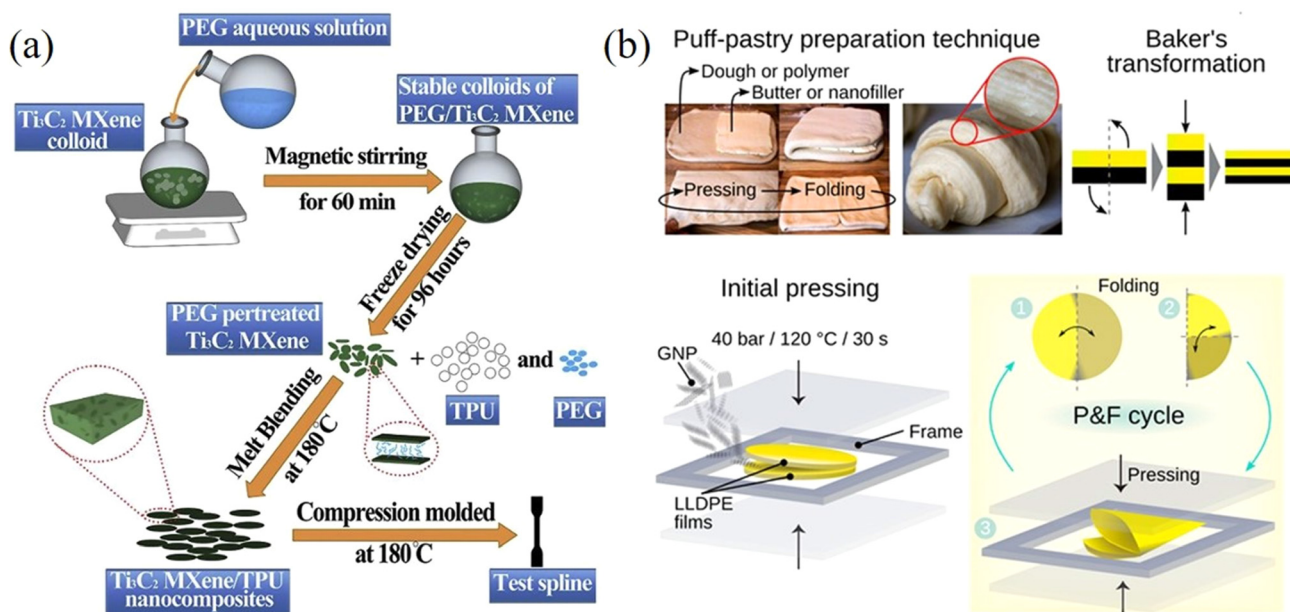 (a)
PEG aqueous solution
Ti₃C₂ MXene
colloid
Magnetic stirring
for 60 min
Stable colloids of
PEG/Ti₃C₂ MXene
Freeze drying
for 96 hours
PEG pertreated
Ti₃C₂ MXene
+
TPU
and
PEG
Melt Blending
at 180℃
Compression molded
at 180℃
Ti₃C₂ MXene/TPU
nanocomposites
Test spline
(b)
Puff-pastry preparation technique
Dough or polymer
Butter or nanofiller
Pressing
Folding
Baker's
transformation
Initial pressing
40 bar / 120 °C / 30 s
GNP
Frame
LLDPE
films
1
Folding
2
P&F cycle
Pressing
3